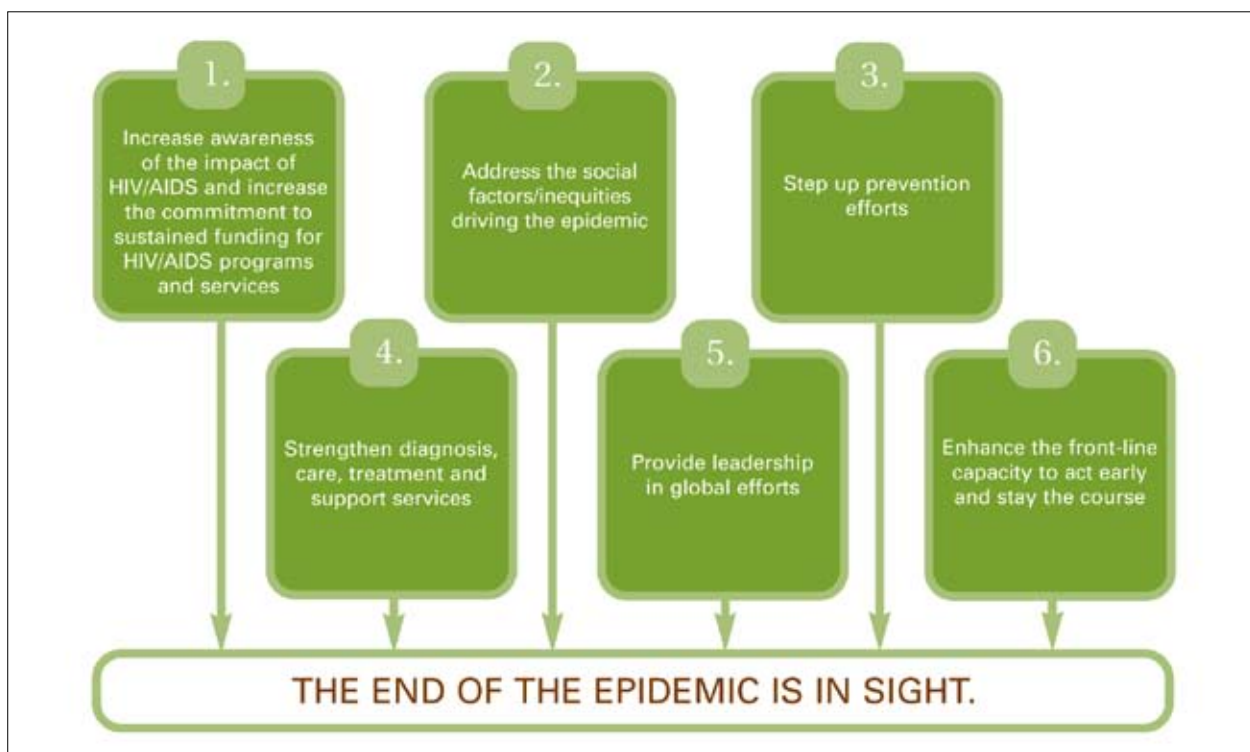 1.
Increase awareness
of the impact of
HIV/AIDS and increase
the commitment to
sustained funding for
HIV/AIDS programs
and services
2.
Address the social
factors/inequities
driving the epidemic
3.
Step up prevention
efforts
4.
Strengthen diagnosis,
care, treatment and
support services
5.
Provide leadership
in global efforts
6.
Enhance the front-line
capacity to act early
and stay the course
THE END OF THE EPIDEMIC IS IN SIGHT.